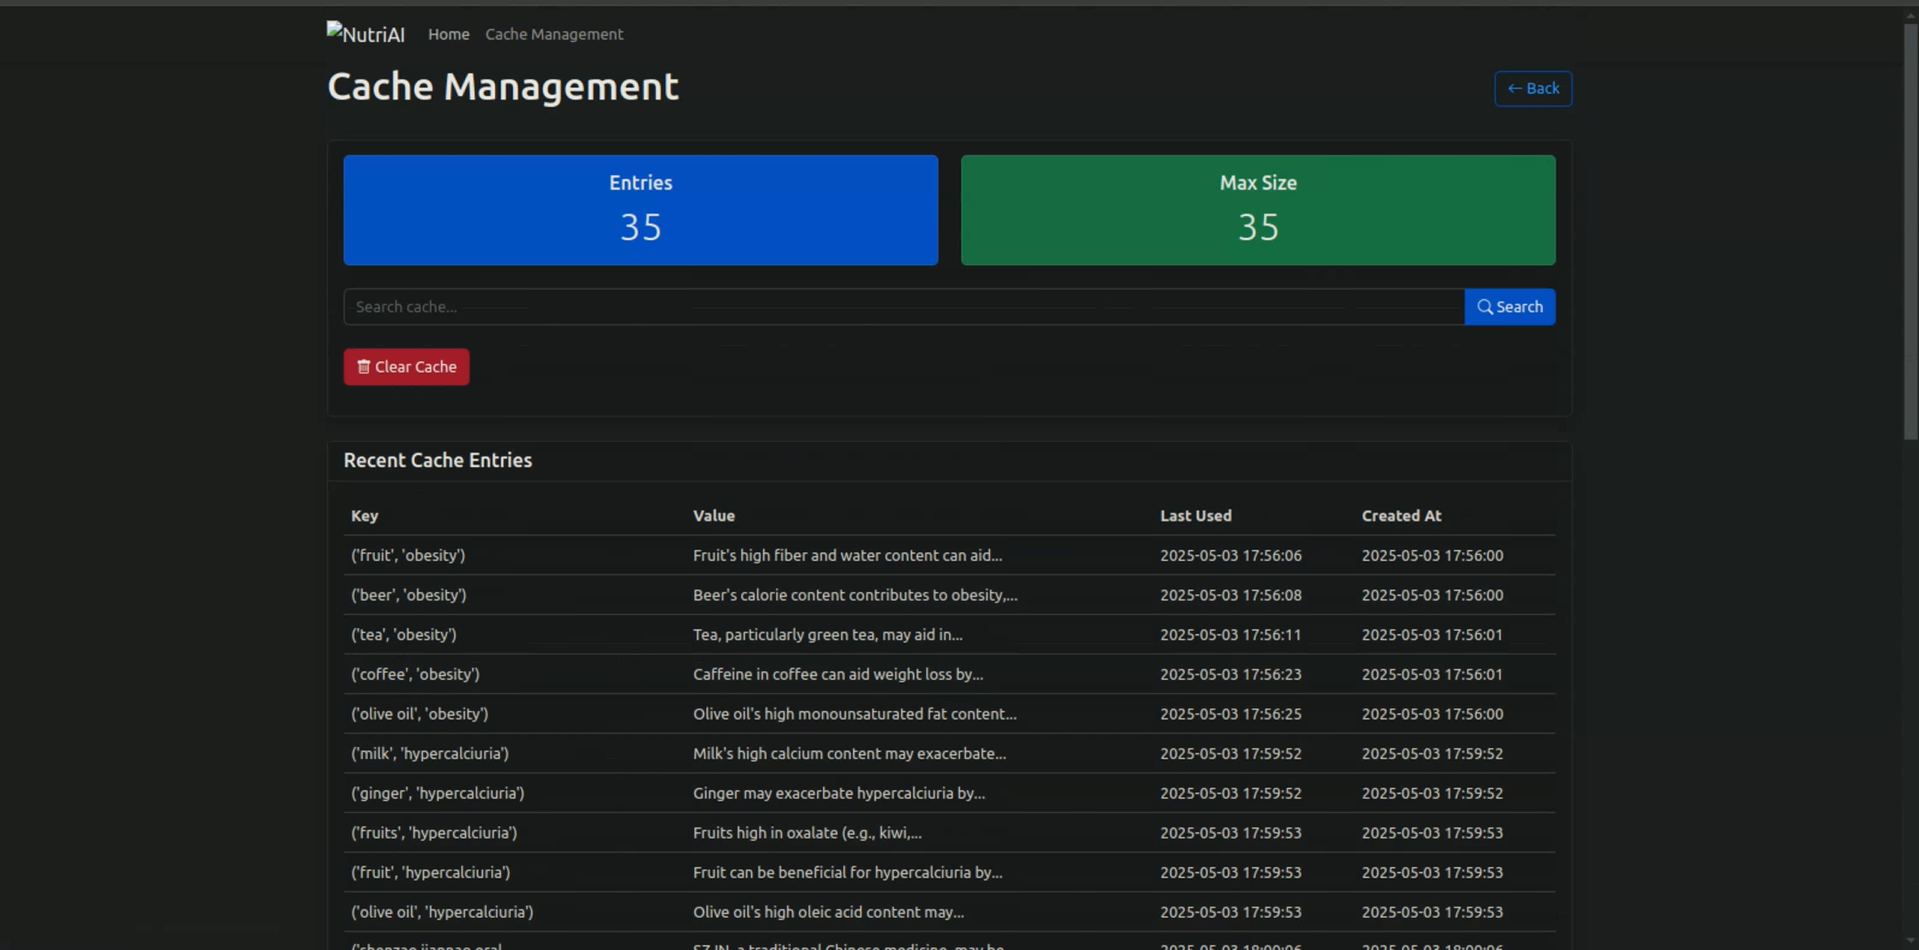 NutriAI Home Cache Management
Cache Management
← Back
Entries
35
Max Size
35
Search cache...
Search
Clear Cache
Recent Cache Entries
Key Value Last Used Created At
('fruit', 'obesity') Fruit's high fiber and water content can aid... 2025-05-03 17:56:06 2025-05-03 17:56:00
('beer', 'obesity') Beer's calorie content contributes to obesity,... 2025-05-03 17:56:08 2025-05-03 17:56:00
('tea', 'obesity') Tea, particularly green tea, may aid in... 2025-05-03 17:56:11 2025-05-03 17:56:01
('coffee', 'obesity') Caffeine in coffee can aid weight loss by... 2025-05-03 17:56:23 2025-05-03 17:56:01
('olive oil', 'obesity') Olive oil's high monounsaturated fat content... 2025-05-03 17:56:25 2025-05-03 17:56:00
('milk', 'hypercalciuria') Milk's high calcium content may exacerbate... 2025-05-03 17:59:52 2025-05-03 17:59:52
('ginger', 'hypercalciuria') Ginger may exacerbate hypercalciuria by... 2025-05-03 17:59:52 2025-05-03 17:59:52
('fruits', 'hypercalciuria') Fruits high in oxalate (e.g., kiwi,... 2025-05-03 17:59:53 2025-05-03 17:59:53
('fruit', 'hypercalciuria') Fruit can be beneficial for hypercalciuria by... 2025-05-03 17:59:53 2025-05-03 17:59:53
('olive oil', 'hypercalciuria') Olive oil's high oleic acid content may... 2025-05-03 17:59:53 2025-05-03 17:59:53